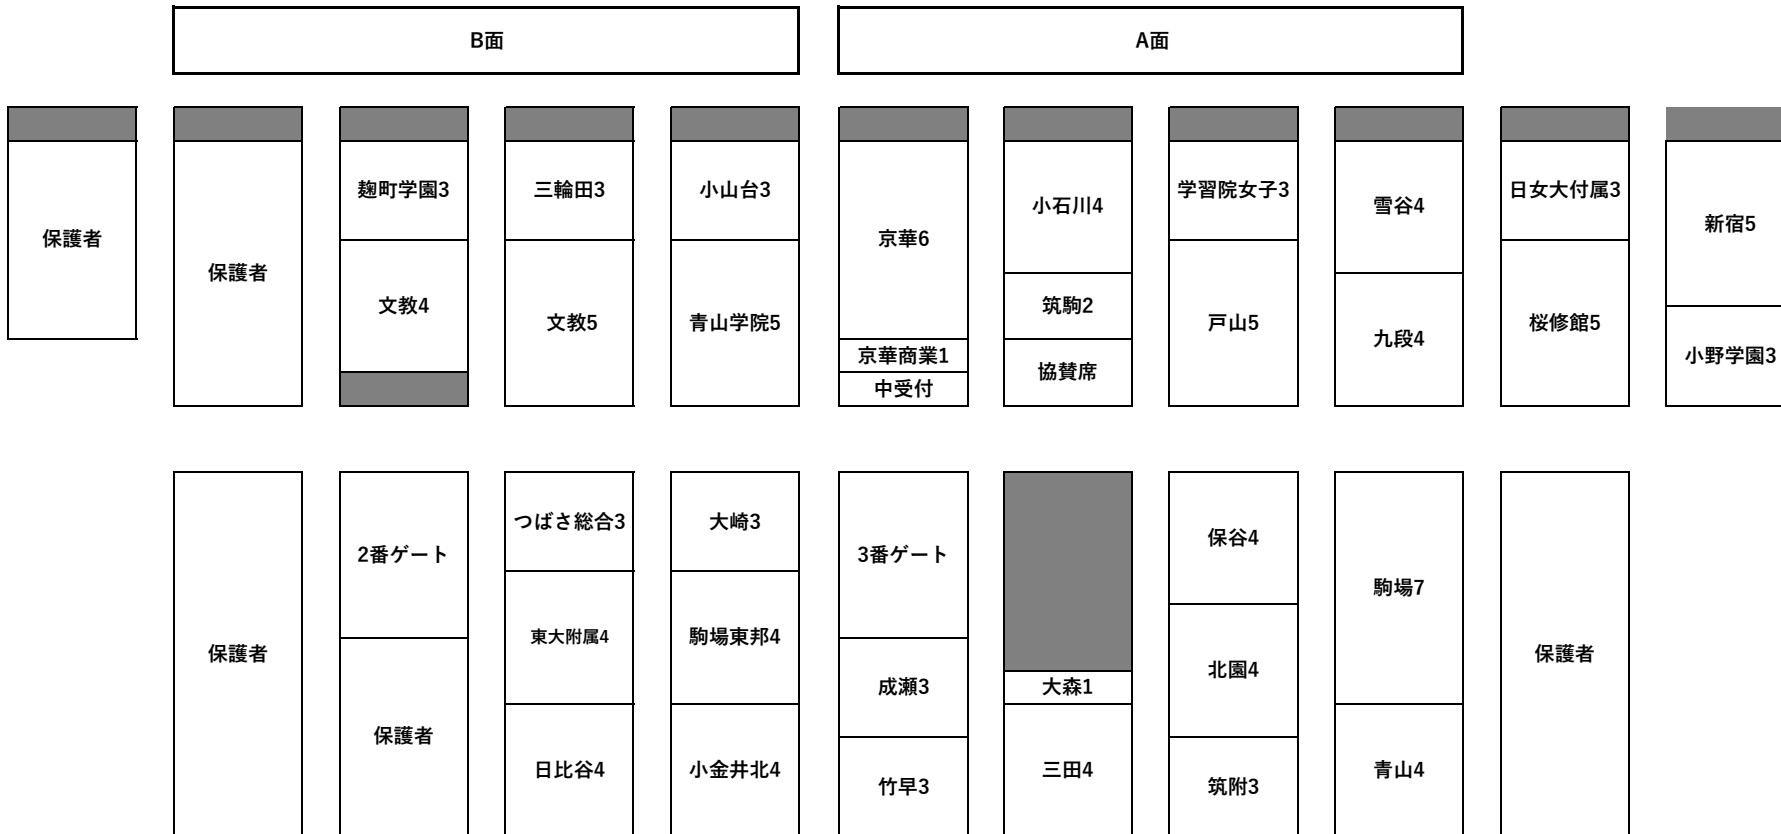 B面
A面
保護者
保護者
麹町学園3
文教4
三輪田3
文教5
小山台3
青山学院5
京華6
京華商業1
中受付
小石川4
筑駒2
協賛席
学習院女子3
戸山5
雪谷4
九段4
日女大付属3
桜修館5
新宿5
小野学園3
保護者
2番ゲート
保護者
つばさ総合3
東大附属4
日比谷4
大崎3
駒場東邦4
小金井北4
3番ゲート
成瀬3
竹早3
大森1
三田4
保谷4
北園4
筑附3
駒場7
青山4
保護者